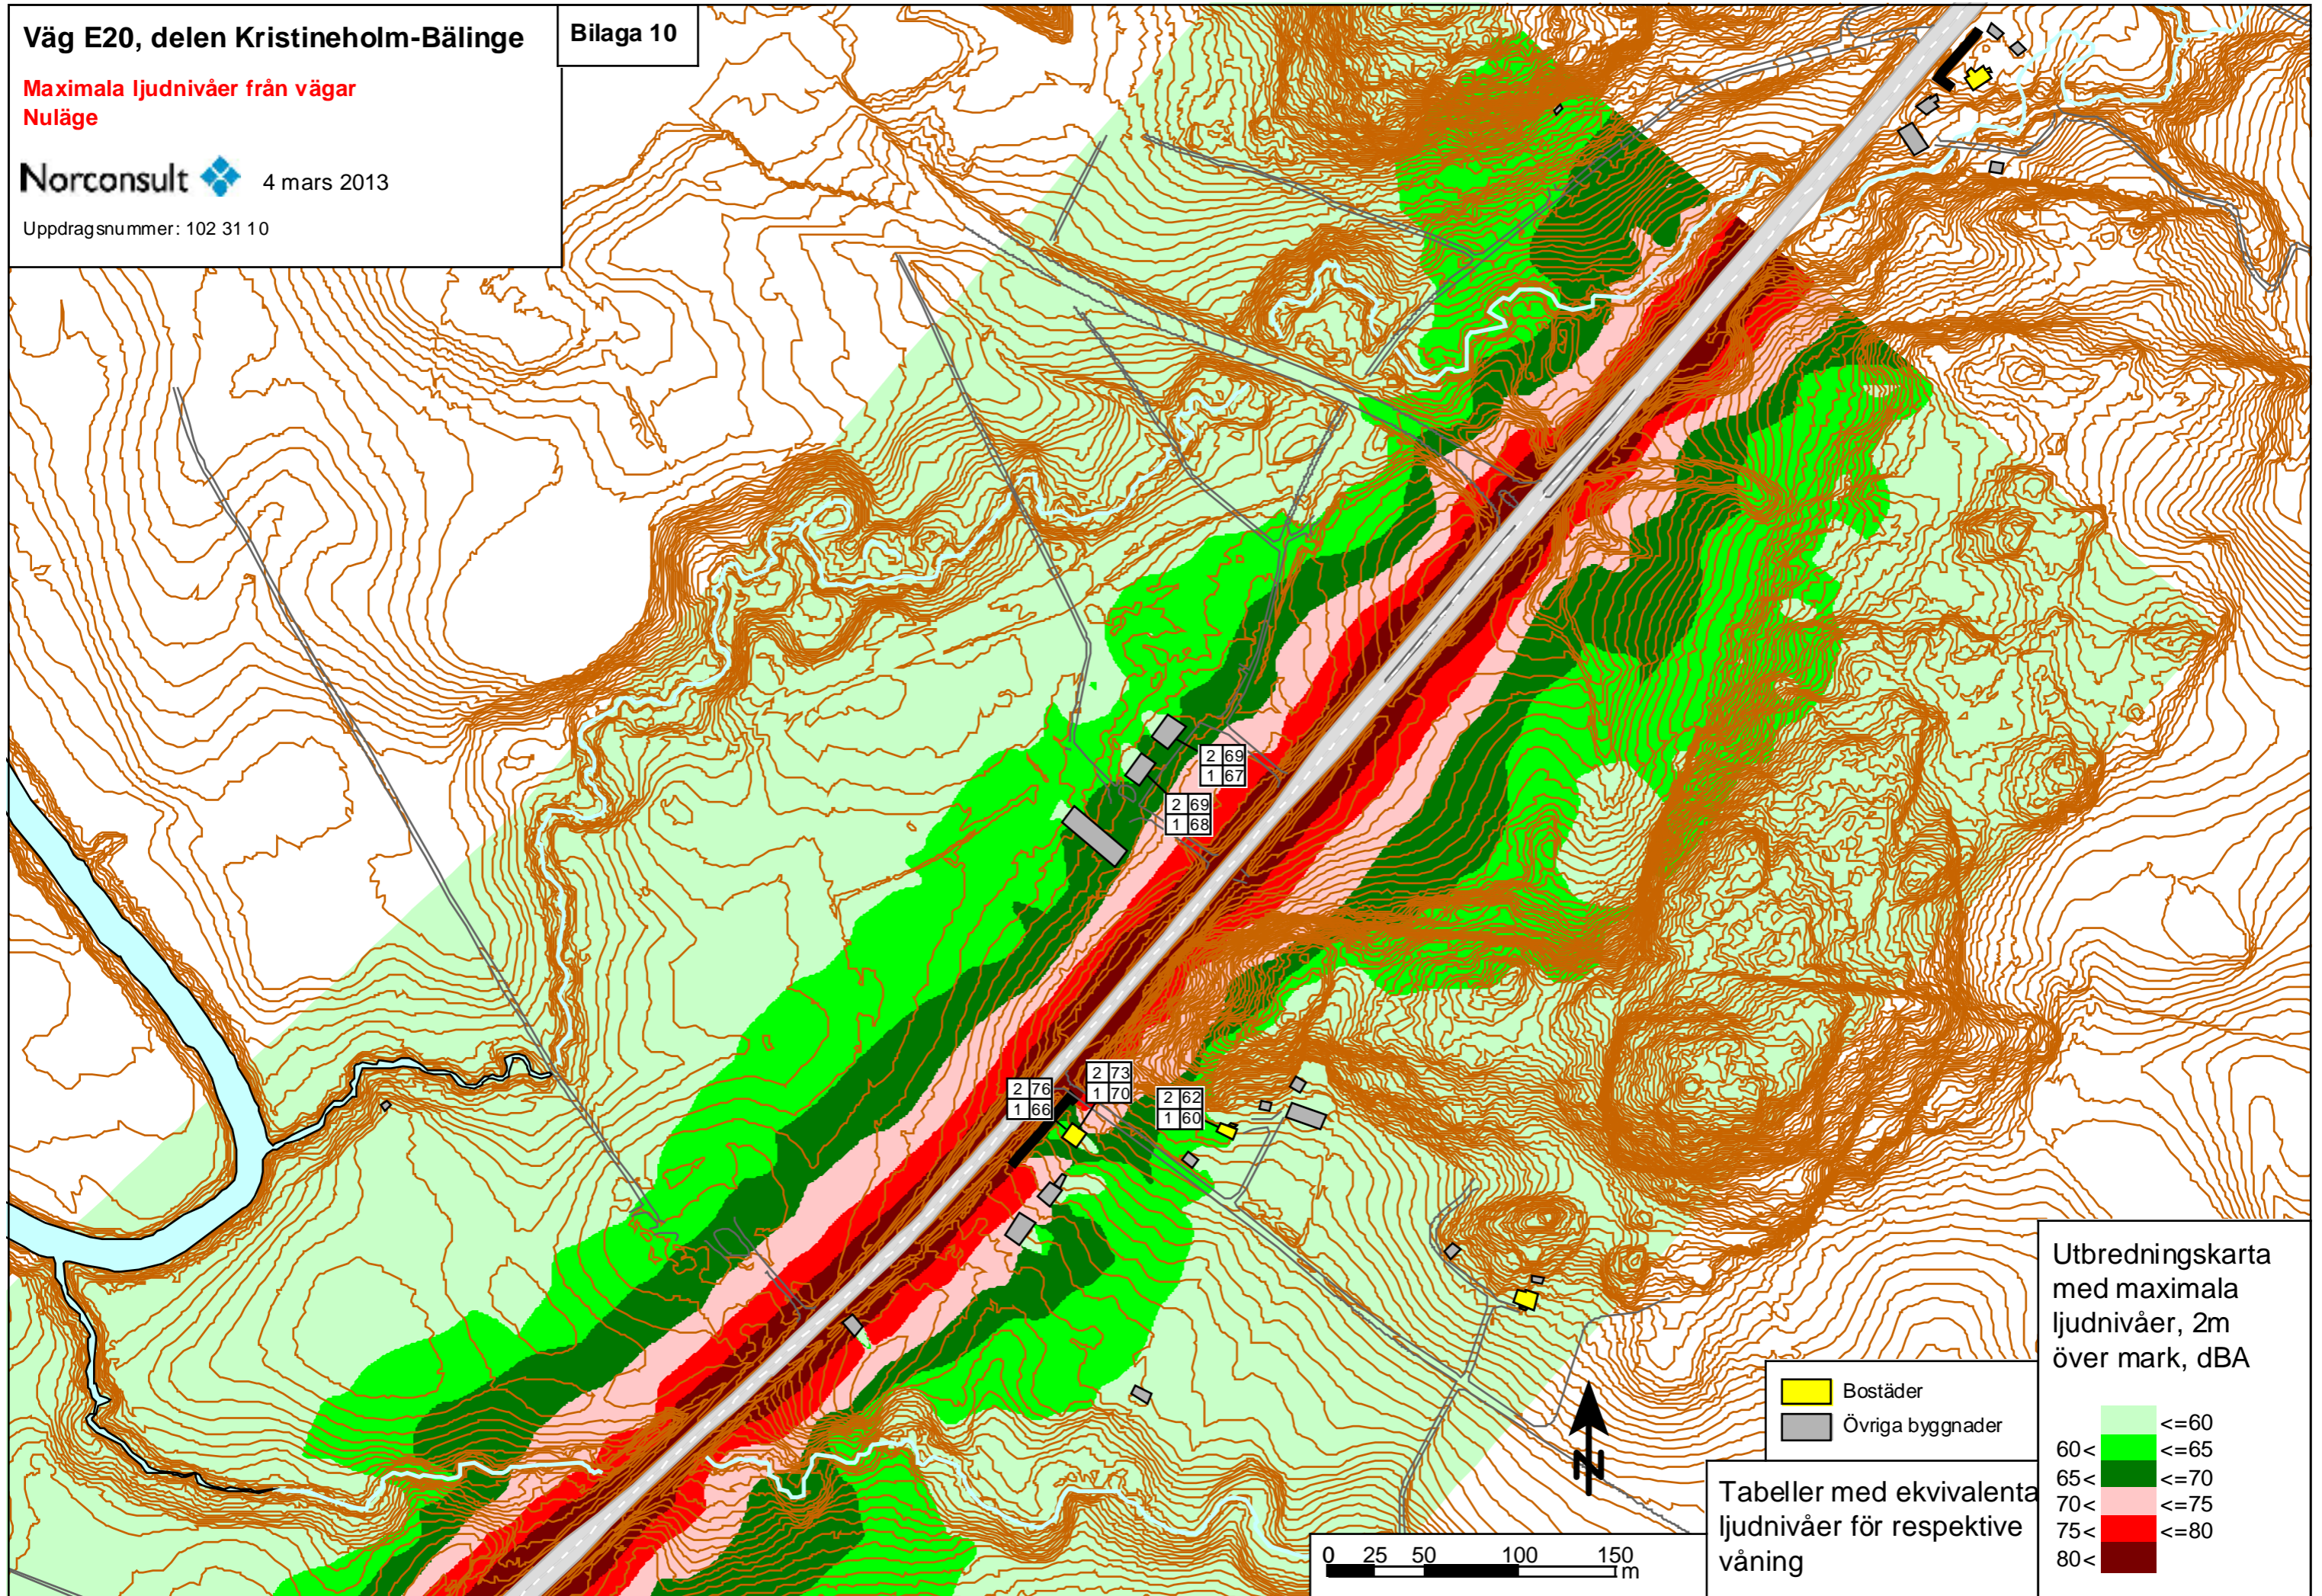 Väg E20, delen Kristineholm-Bälinge
Bilaga 10
Maximala ljudnivåer från vägar
Nuläge
Norconsult 4 mars 2013
Uppdragsnummer: 102 31 10
2 69
1 67
2 69
1 68
2 76
1 66
2 73
1 70
2 62
1 60
Bostäder
Övriga byggnader
N
Tabeller med ekvivalenta
ljudnivåer för respektive
våning
0 25 50 100 150
m
Utbredningskarta
med maximala
ljudnivåer, 2m
över mark, dBA
<=60
60< <=65
65< <=70
70< <=75
75< <=80
80<